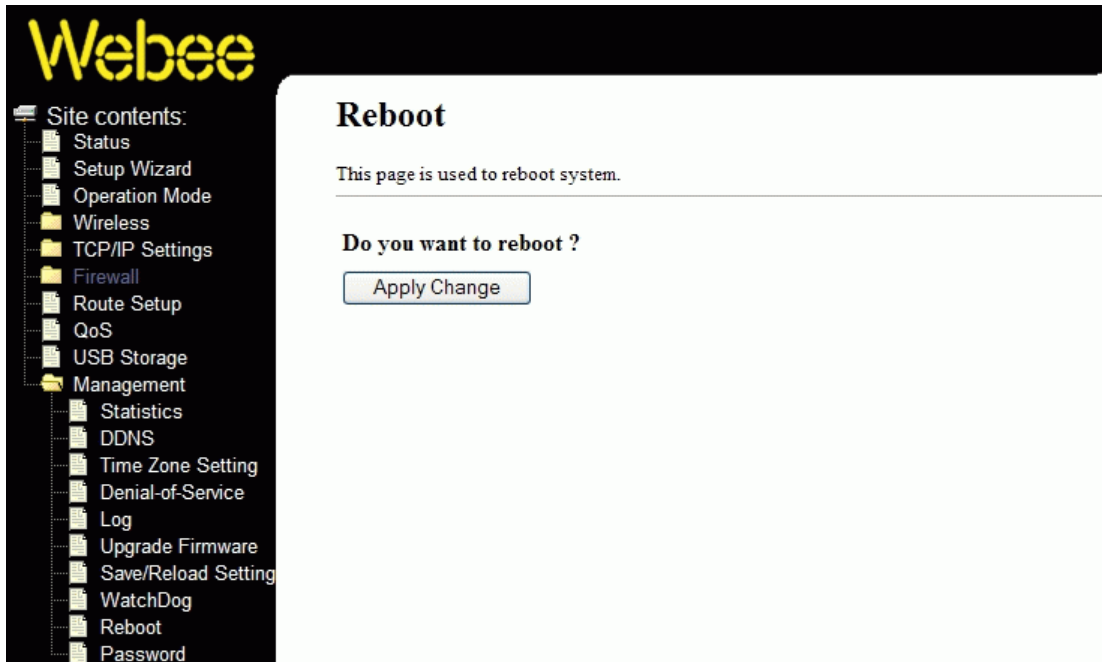 Webee
Site contents:
Status
Setup Wizard
Operation Mode
Wireless
TCP/IP Settings
Firewall
Route Setup
QoS
USB Storage
Management
Statistics
DDNS
Time Zone Setting
Denial-of-Service
Log
Upgrade Firmware
Save/Reload Setting
WatchDog
Reboot
Password
Reboot
This page is used to reboot system.
Do you want to reboot ?
Apply Change